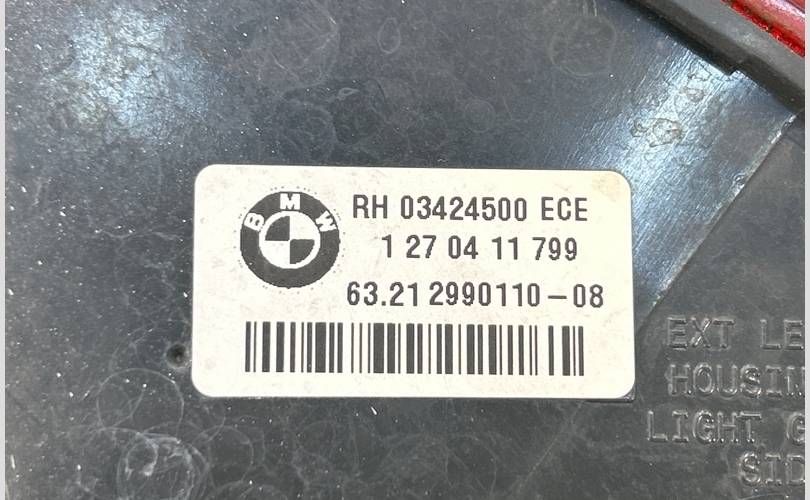 BMW
RH 03424500 ECE
1 27 04 11 799
63.21 2990110-08
EXT LE
HOUSIN
LIGHT G
SID